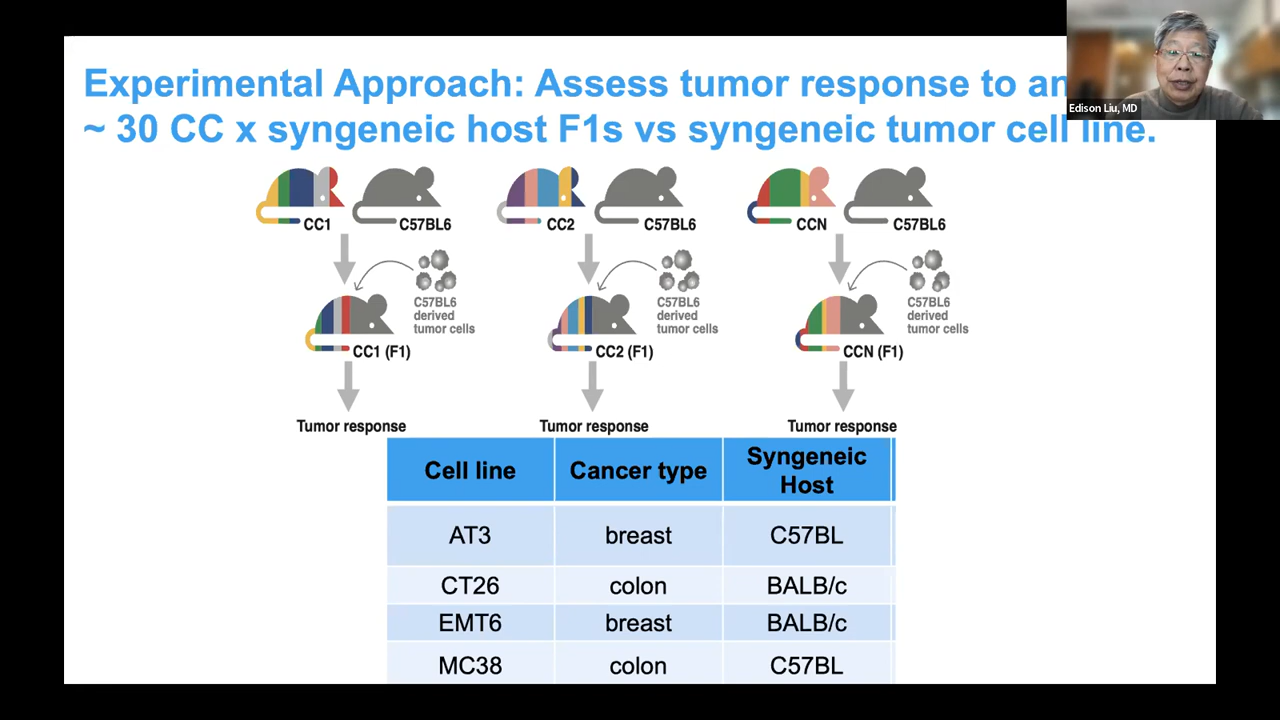 Experimental Approach: Assess tumor response to
~ 30 CC x syngeneic host F1s vs syngeneic tumor cell line.
Edison Liu, MD
CC1 C57BL6 CC2 C57BL6 CCN C57BL6
C57BL6 C57BL6 C57BL6
derived derived derived
tumor cells tumor cells tumor cells
CC1 (F1) CC2 (F1) CCN (F1)
Tumor response Tumor response Tumor response
Cell line Cancer type Syngeneic
Host
AT3 breast C57BL
CT26 colon BALB/c
EMT6 breast BALB/c
MC38 colon C57BL